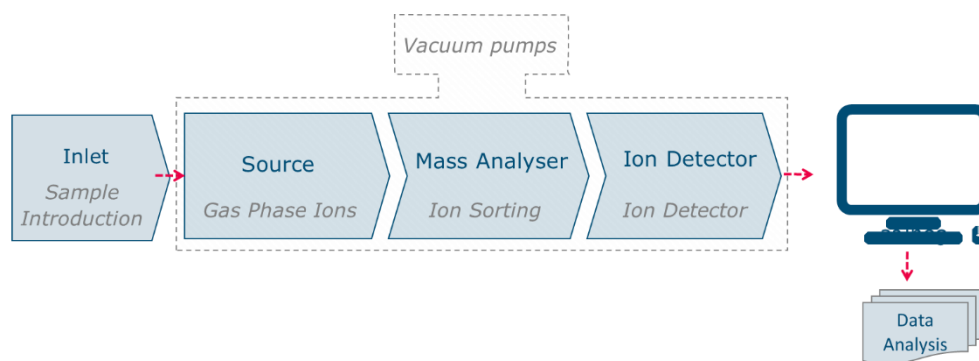 Vacuum pumps
Inlet
Sample
Introduction
Source
Gas Phase Ions
Mass Analyser
Ion Sorting
Ion Detector
Ion Detector
Data
Analysis